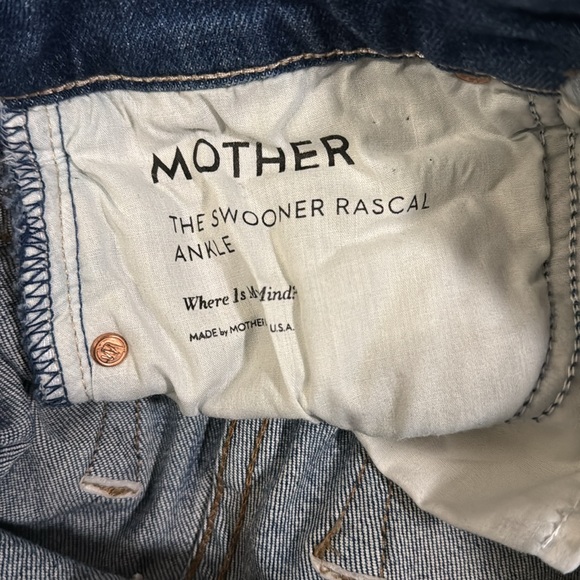 MOTHER
THE SWOONER RASCAL
ANKLE
Where Is Mind?
MADE by MOTHER U.S.A.